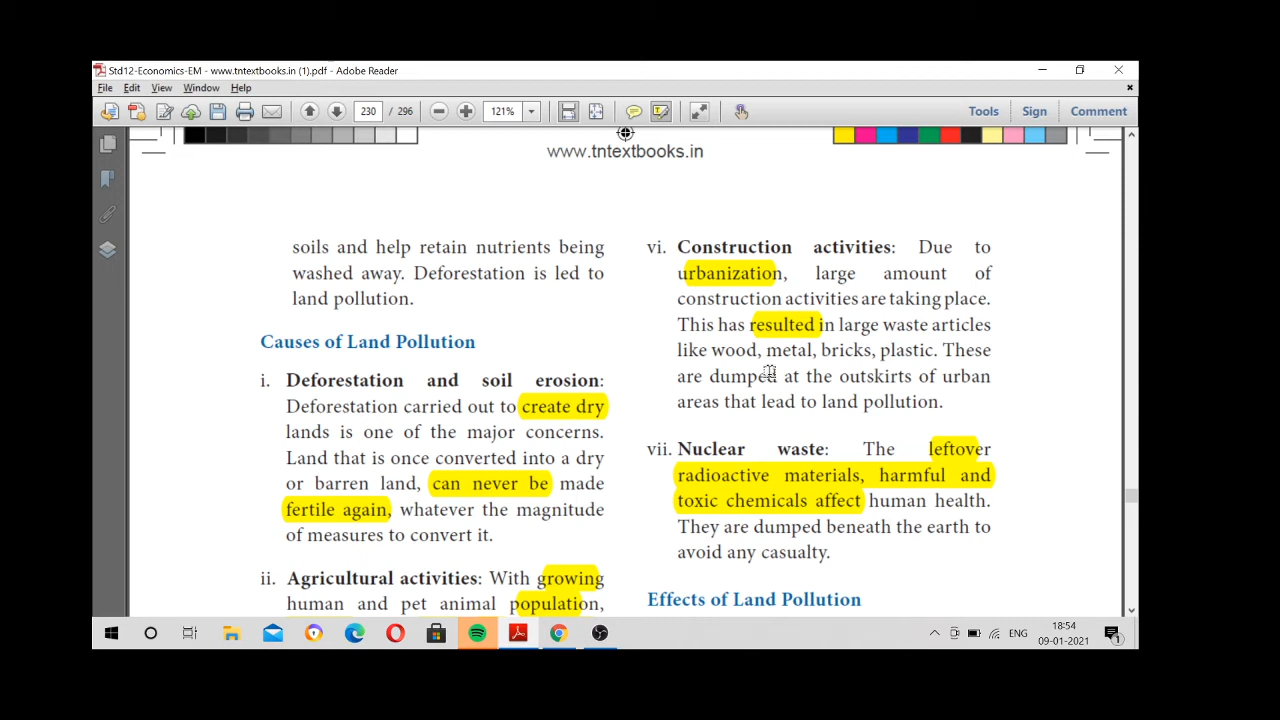 Std12-Economics-EM - www.tntextbooks.in (1).pdf - Adobe Reader
File Edit View Window Help
230 / 296 121% Tools Sign Comment
www.tntextbooks.in
soils and help retain nutrients being
washed away. Deforestation is led to
land pollution.
Causes of Land Pollution
i. Deforestation and soil erosion:
Deforestation carried out to create dry
lands is one of the major concerns.
Land that is once converted into a dry
or barren land, can never be made
fertile again, whatever the magnitude
of measures to convert it.
ii. Agricultural activities: With growing
human and pet animal population,
vi. Construction activities: Due to
urbanization, large amount of
construction activities are taking place.
This has resulted in large waste articles
like wood, metal, bricks, plastic. These
are dumped at the outskirts of urban
areas that lead to land pollution.
vii. Nuclear waste: The leftover
radioactive materials, harmful and
toxic chemicals affect human health.
They are dumped beneath the earth to
avoid any casualty.
Effects of Land Pollution
ENG
18:54
09-01-2021
1